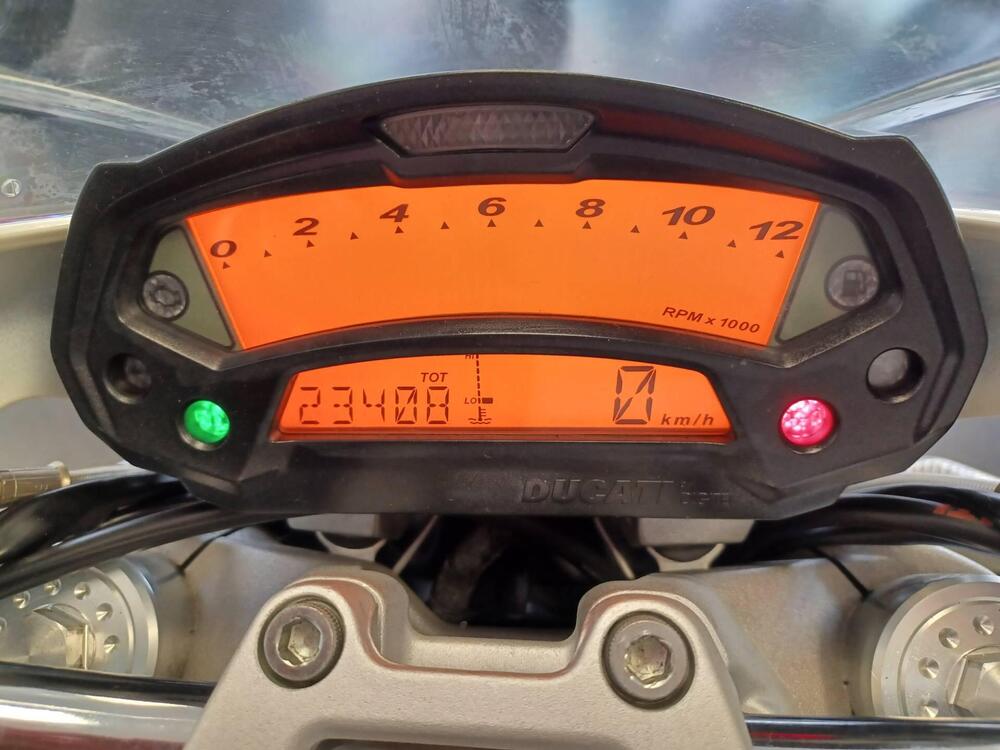 0 2 4 6 8 10 12
RPM x 1000
TOT
HI
23408
LO
0
km/h
DUCATI